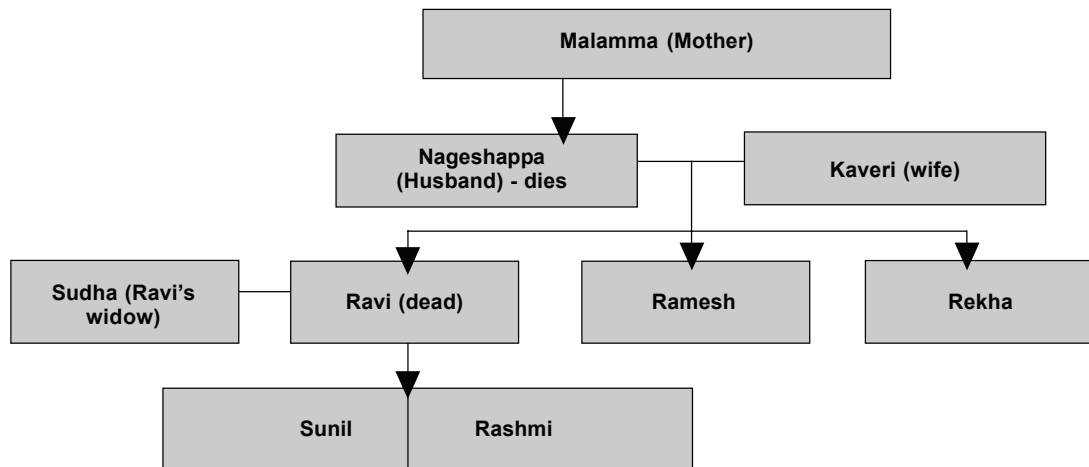 Malamma (Mother)
Nageshappa
(Husband) - dies
Kaveri (wife)
Sudha (Ravi’s
widow)
Ravi (dead)
Ramesh
Rekha
Sunil
Rashmi